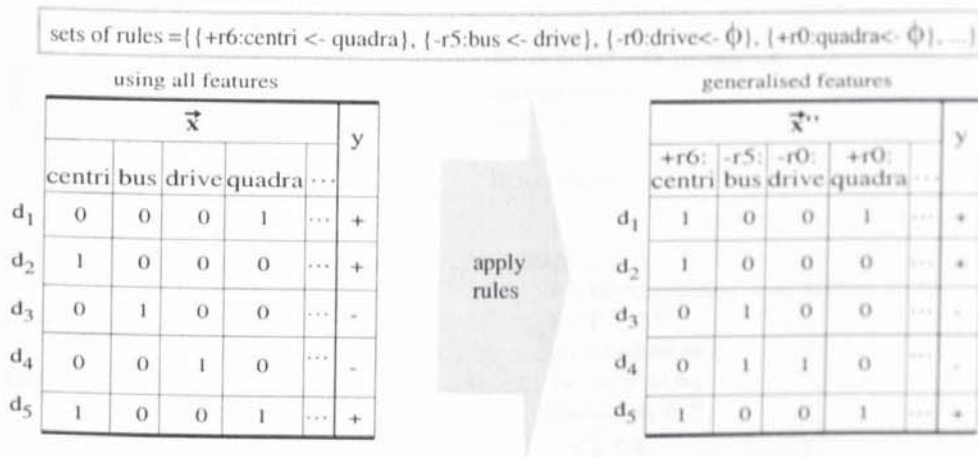 sets of rules ={ {+r6:centri <- quadra}, {-r5:bus <- drive}, {-r0:drive<- ϕ}, {+r0:quadra<- ϕ}, ...}
using all features
generalised features
x⃗ y
centri bus drive quadra ...
d1 0 0 0 1 ... +
d2 1 0 0 0 ... +
d3 0 1 0 0 ... -
d4 0 0 1 0 ... -
d5 1 0 0 1 ... +
apply
rules
x⃗'' y
+r6: -r5: -r0: +r0:
centri bus drive quadra ...
d1 1 0 0 1 ... +
d2 1 0 0 0 ... +
d3 0 1 0 0 ... -
d4 0 1 1 0 ... -
d5 1 0 0 1 ... +